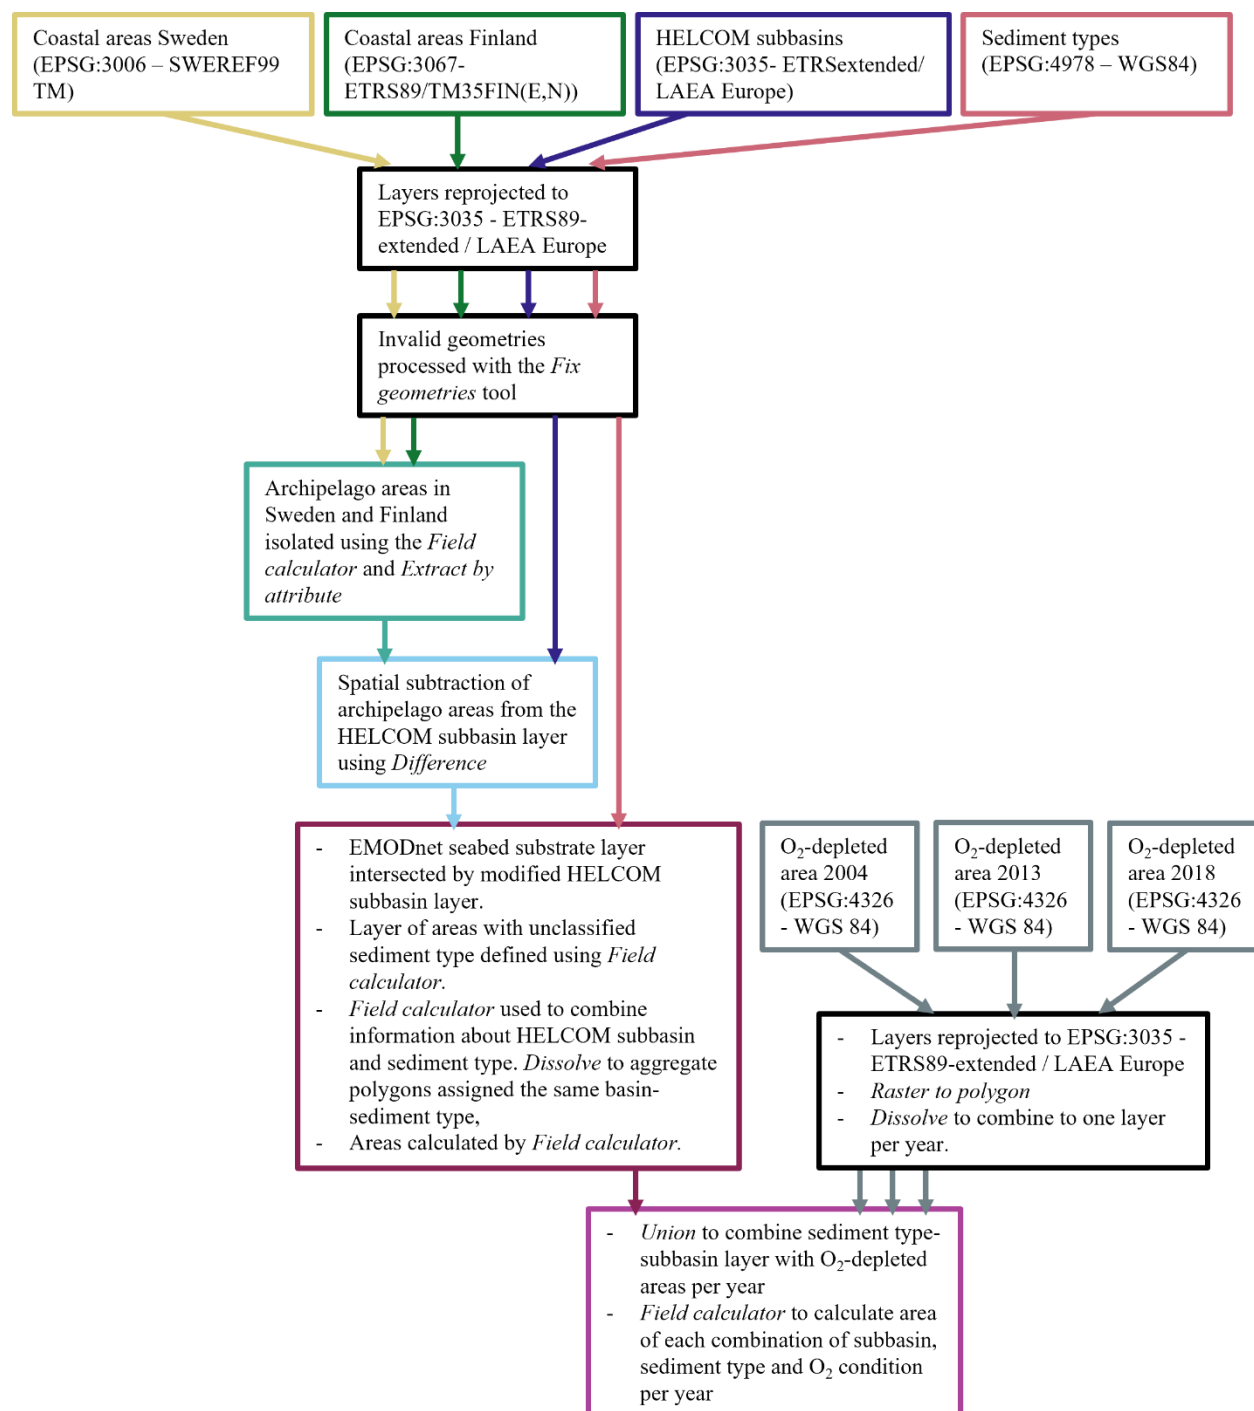 Coastal areas Sweden
(EPSG:3006 – SWEREF99
TM)
Coastal areas Finland
(EPSG:3067-
ETRS89/TM35FIN(E,N))
HELCOM subbasins
(EPSG:3035- ETRSextended/
LAEA Europe)
Sediment types
(EPSG:4978 – WGS84)
Layers reprojected to
EPSG:3035 - ETRS89-
extended / LAEA Europe
Invalid geometries
processed with the Fix
geometries tool
Archipelago areas in
Sweden and Finland
isolated using the Field
calculator and Extract by
attribute
Spatial subtraction of
archipelago areas from the
HELCOM subbasin layer
using Difference
- EMODnet seabed substrate layer
intersected by modified HELCOM
subbasin layer.
- Layer of areas with unclassified
sediment type defined using Field
calculator.
- Field calculator used to combine
information about HELCOM subbasin
and sediment type. Dissolve to aggregate
polygons assigned the same basin-
sediment type,
- Areas calculated by Field calculator.
O₂-depleted
area 2004
(EPSG:4326
- WGS 84)
O₂-depleted
area 2013
(EPSG:4326
- WGS 84)
O₂-depleted
area 2018
(EPSG:4326
- WGS 84)
- Layers reprojected to EPSG:3035 -
ETRS89-extended / LAEA Europe
- Raster to polygon
- Dissolve to combine to one layer
per year.
- Union to combine sediment type-
subbasin layer with O₂-depleted
areas per year
- Field calculator to calculate area
of each combination of subbasin,
sediment type and O₂ condition
per year